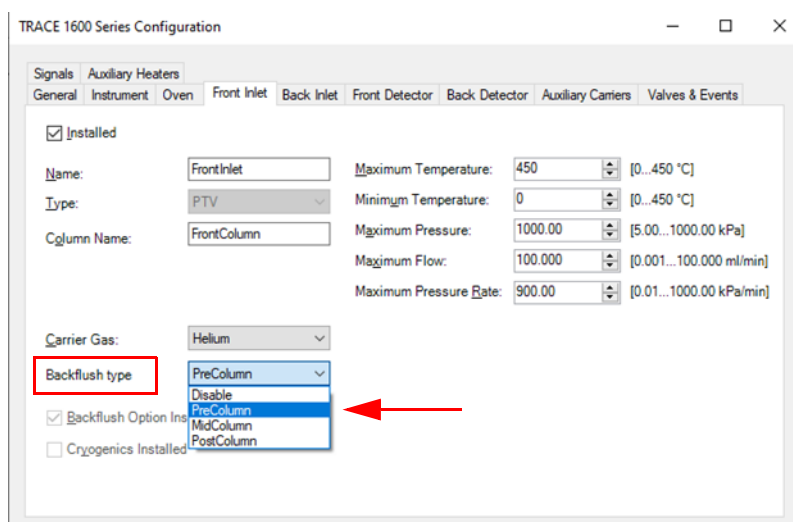 TRACE 1600 Series Configuration
Signals Auxiliary Heaters
General Instrument Oven Front Inlet Back Inlet Front Detector Back Detector Auxiliary Carriers Valves & Events
Installed
Name: FrontInlet Maximum Temperature: 450 [0...450 °C]
Type: PTV Minimum Temperature: 0 [0...450 °C]
Column Name: FrontColumn Maximum Pressure: 1000.00 [5.00...1000.00 kPa]
Maximum Flow: 100.000 [0.001...100.000 ml/min]
Maximum Pressure Rate: 900.00 [0.01...1000.00 kPa/min]
Carrier Gas: Helium
Backflush type PreColumn
Disable
PreColumn
Backflush Option Ins
MidColumn
PostColumn
Cryogenics Installed